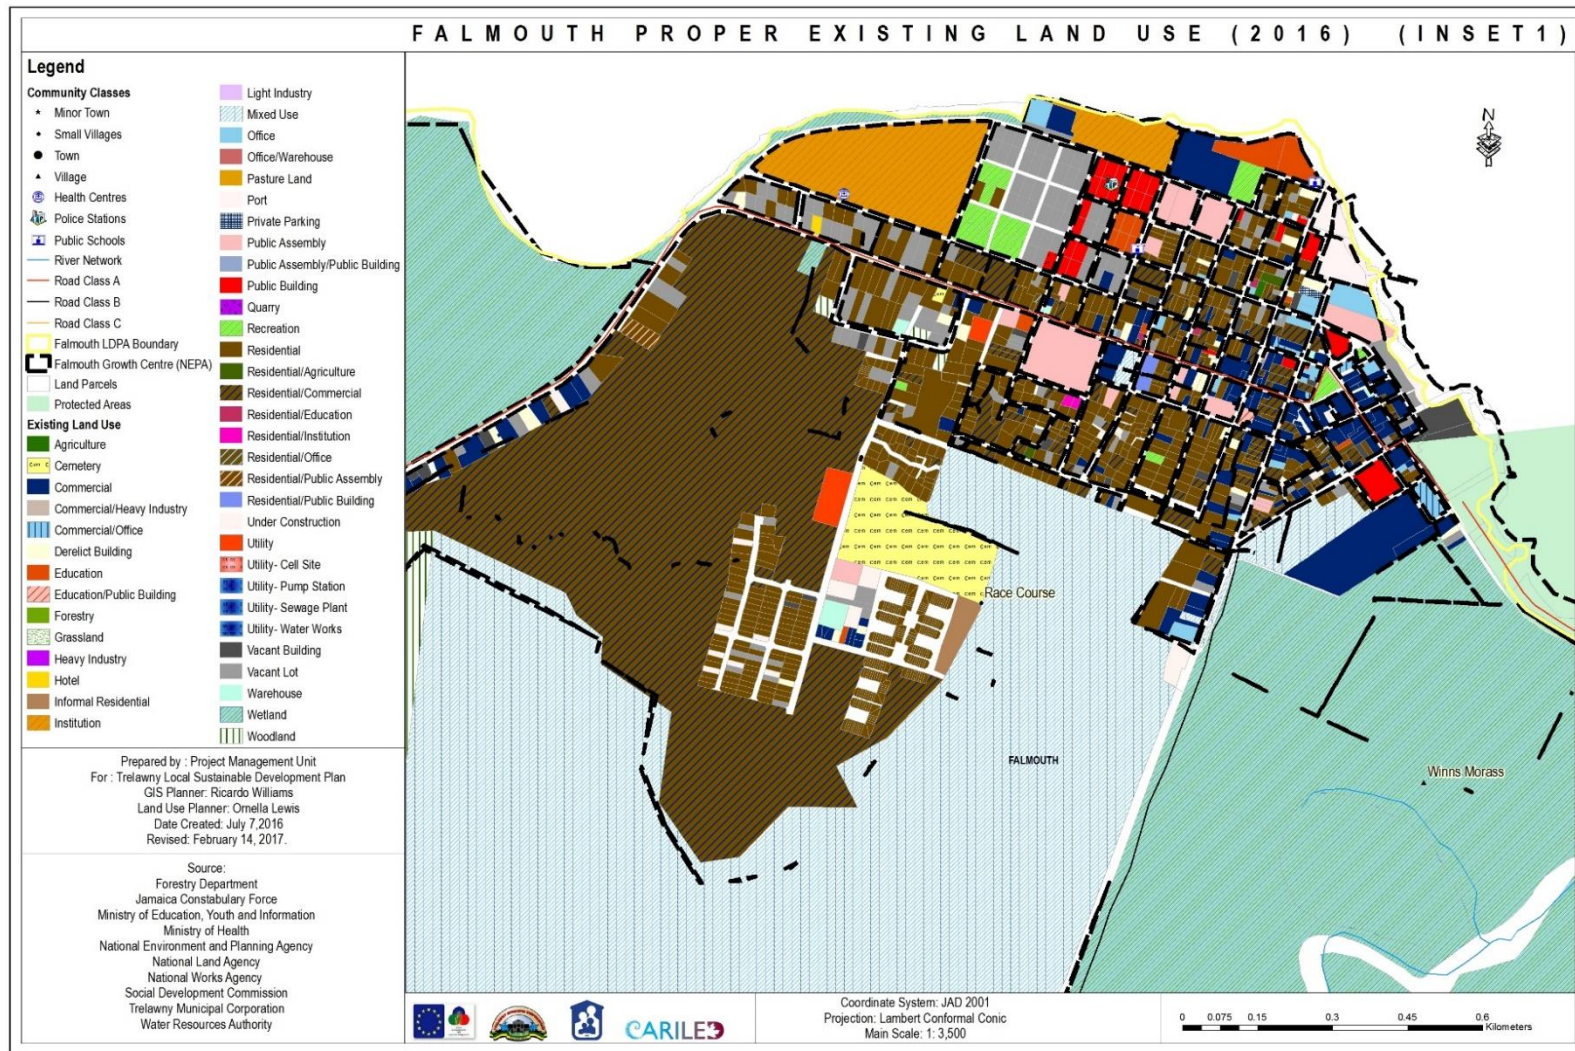 FALMOUTH PROPER EXISTING LAND USE (2016) (INSET1)
Legend
Community Classes
Minor Town
Small Villages
Town
Village
Health Centres
Police Stations
Public Schools
River Network
Road Class A
Road Class B
Road Class C
Falmouth LDPA Boundary
Falmouth Growth Centre (NEPA)
Land Parcels
Protected Areas
Existing Land Use
Agriculture
Cemetery
Commercial
Commercial/Heavy Industry
Commercial/Office
Derelict Building
Education
Education/Public Building
Forestry
Grassland
Heavy Industry
Hotel
Informal Residential
Institution
Light Industry
Mixed Use
Office
Office/Warehouse
Pasture Land
Port
Private Parking
Public Assembly
Public Assembly/Public Building
Public Building
Quarry
Recreation
Residential
Residential/Agriculture
Residential/Commercial
Residential/Education
Residential/Institution
Residential/Office
Residential/Public Assembly
Residential/Public Building
Under Construction
Utility
Utility- Cell Site
Utility- Pump Station
Utility- Sewage Plant
Utility- Water Works
Vacant Building
Vacant Lot
Warehouse
Wetland
Woodland
Prepared by : Project Management Unit
For : Trelawny Local Sustainable Development Plan
GIS Planner: Ricardo Williams
Land Use Planner: Ornella Lewis
Date Created: July 7,2016
Revised: February 14, 2017.
Source:
Forestry Department
Jamaica Constabulary Force
Ministry of Education, Youth and Information
Ministry of Health
National Environment and Planning Agency
National Land Agency
National Works Agency
Social Development Commission
Trelawny Municipal Corporation
Water Resources Authority
N
Race Course
FALMOUTH
Winns Morass
CARILED
Coordinate System: JAD 2001
Projection: Lambert Conformal Conic
Main Scale: 1: 3,500
0 0.075 0.15 0.3 0.45 0.6
Kilometers